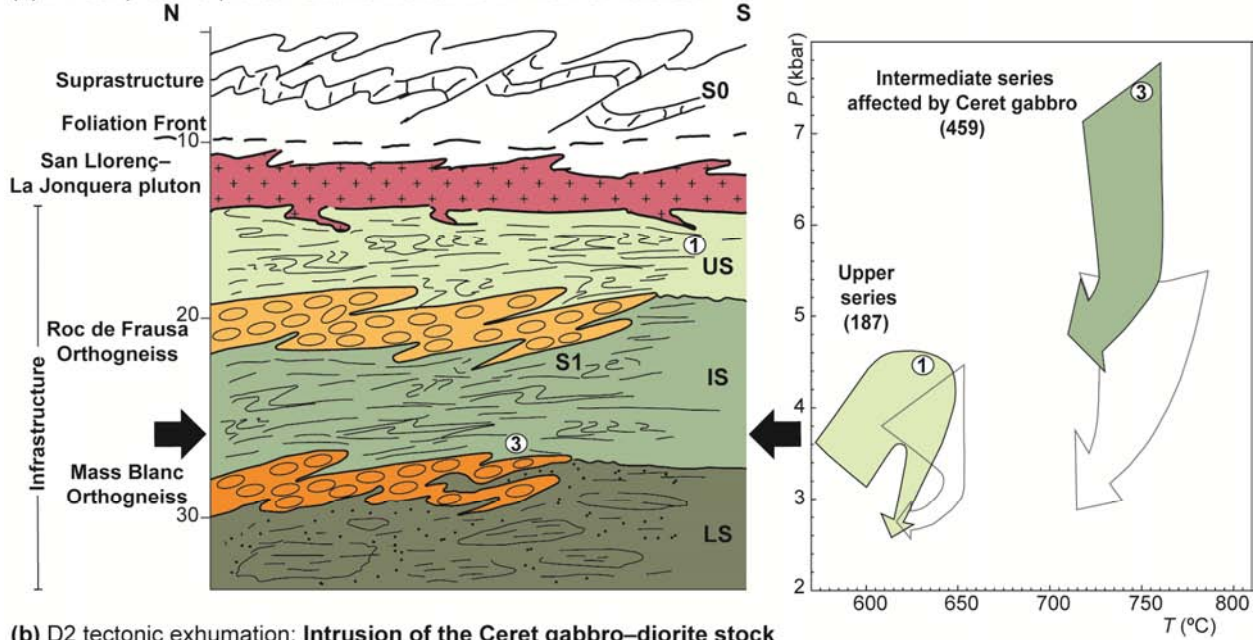 N
S
Suprastructure
S0
Foliation Front
10
San Llorenç–
La Jonquera pluton
1
US
20
Roc de Frausa
Orthogneiss
S1
IS
Infrastructure
3
Mass Blanc
Orthogneiss
30
LS
P (kbar)
Intermediate series
affected by Ceret gabbro
(459)
3
7
6
Upper
series
(187)
5
1
4
3
2
600
650
700
750
800
T (ºC)
(b) D2 tectonic exhumation: Intrusion of the Ceret gabbro–diorite stock